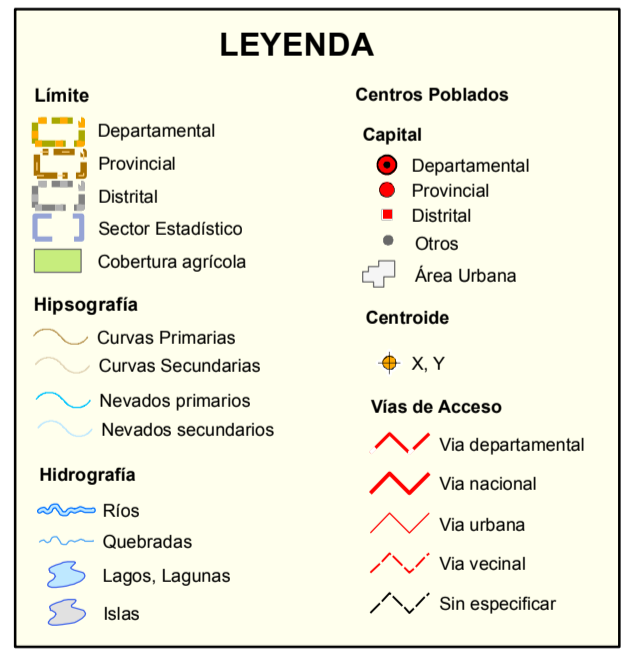 LEYENDA
Límite
Departamental
Provincial
Distrital
Sector Estadístico
Cobertura agrícola
Hipsografía
Curvas Primarias
Curvas Secundarias
Nevados primarios
Nevados secundarios
Hidrografía
Ríos
Quebradas
Lagos, Lagunas
Islas
Centros Poblados
Capital
Departamental
Provincial
Distrital
Otros
Área Urbana
Centroide
X, Y
Vías de Acceso
Via departamental
Via nacional
Via urbana
Via vecinal
Sin especificar